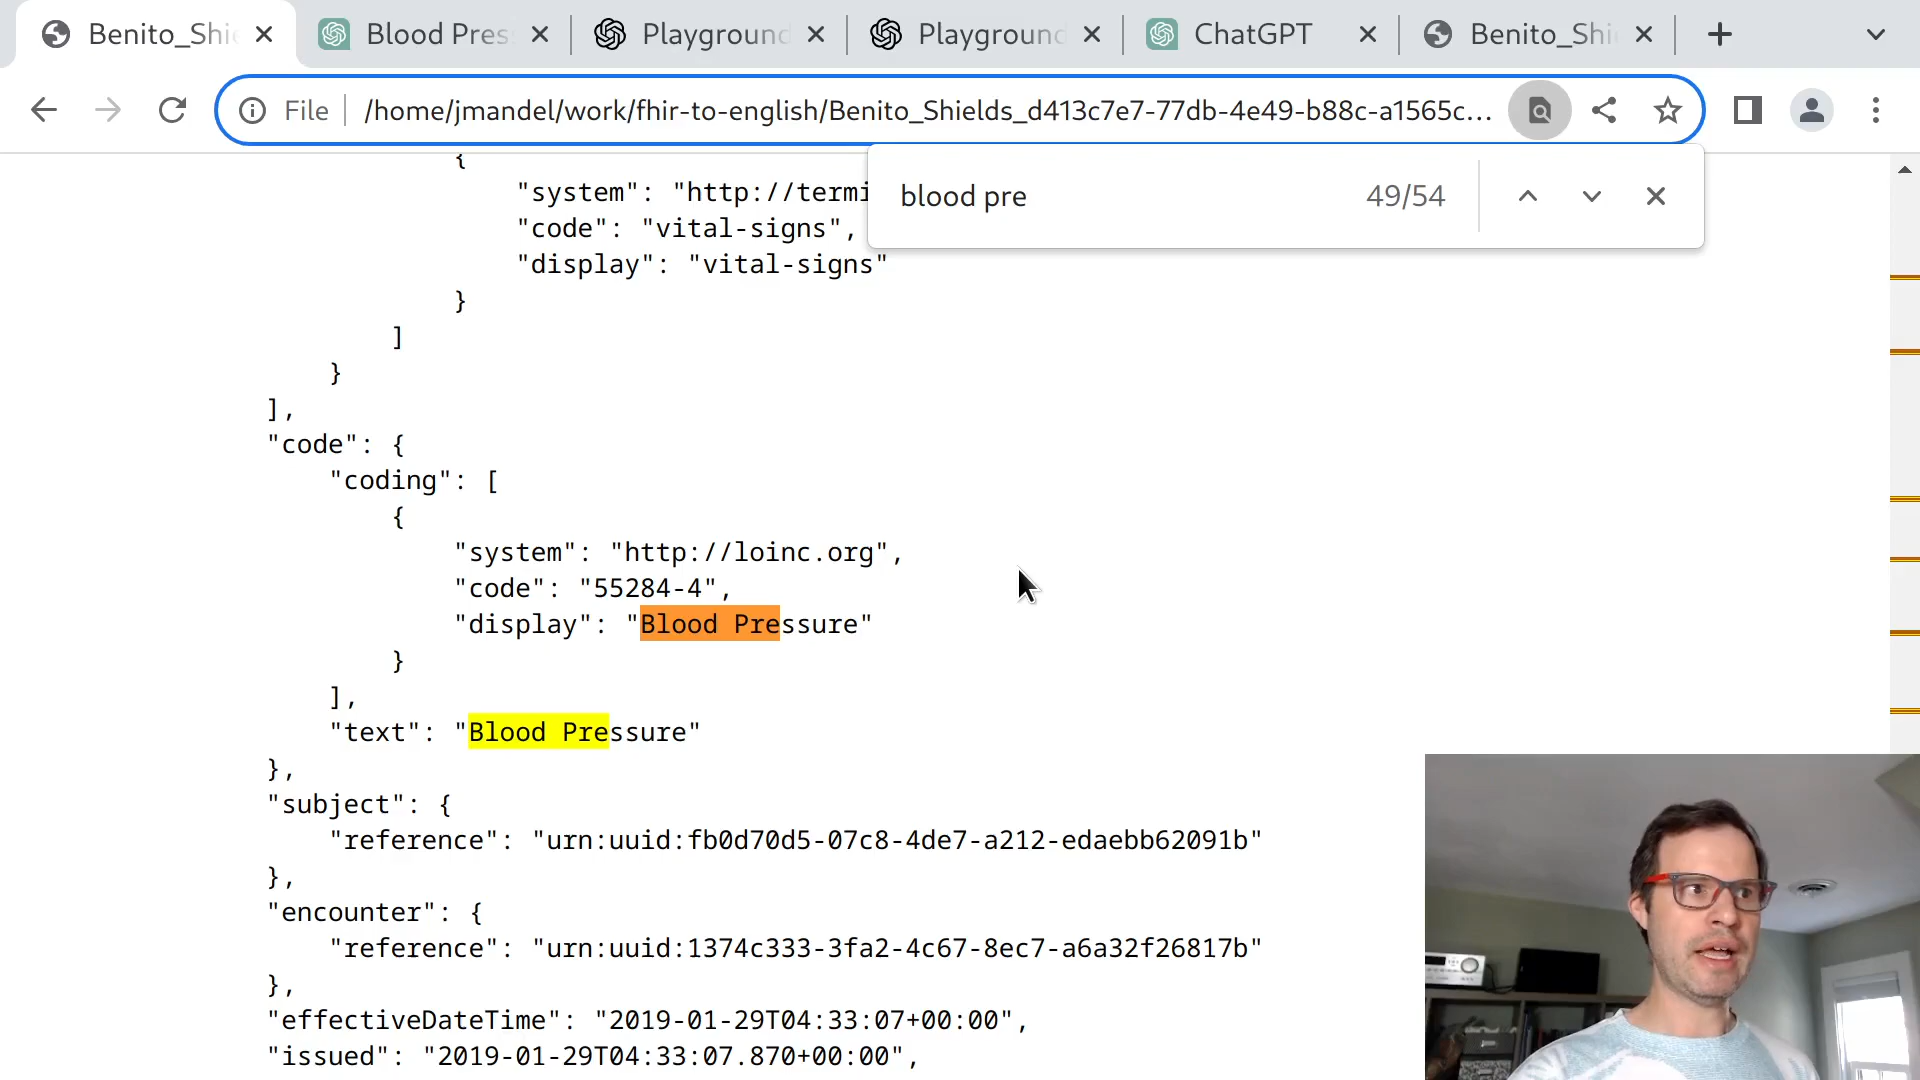 Benito_Shi
Blood Pres
Playground
Playground
ChatGPT
Benito_Shi
File
/home/jmandel/work/fhir-to-english/Benito_Shields_d413c7e7-77db-4e49-b88c-a1565c...
blood pre
49/54
{
"system": "http://termi
"code": "vital-signs",
"display": "vital-signs"
}
]
}
],
"code": {
"coding": [
{
"system": "http://loinc.org",
"code": "55284-4",
"display": "Blood Pressure"
}
],
"text": "Blood Pressure"
},
"subject": {
"reference": "urn:uuid:fb0d70d5-07c8-4de7-a212-edaebb62091b"
},
"encounter": {
"reference": "urn:uuid:1374c333-3fa2-4c67-8ec7-a6a32f26817b"
},
"effectiveDateTime": "2019-01-29T04:33:07+00:00",
"issued": "2019-01-29T04:33:07.870+00:00",